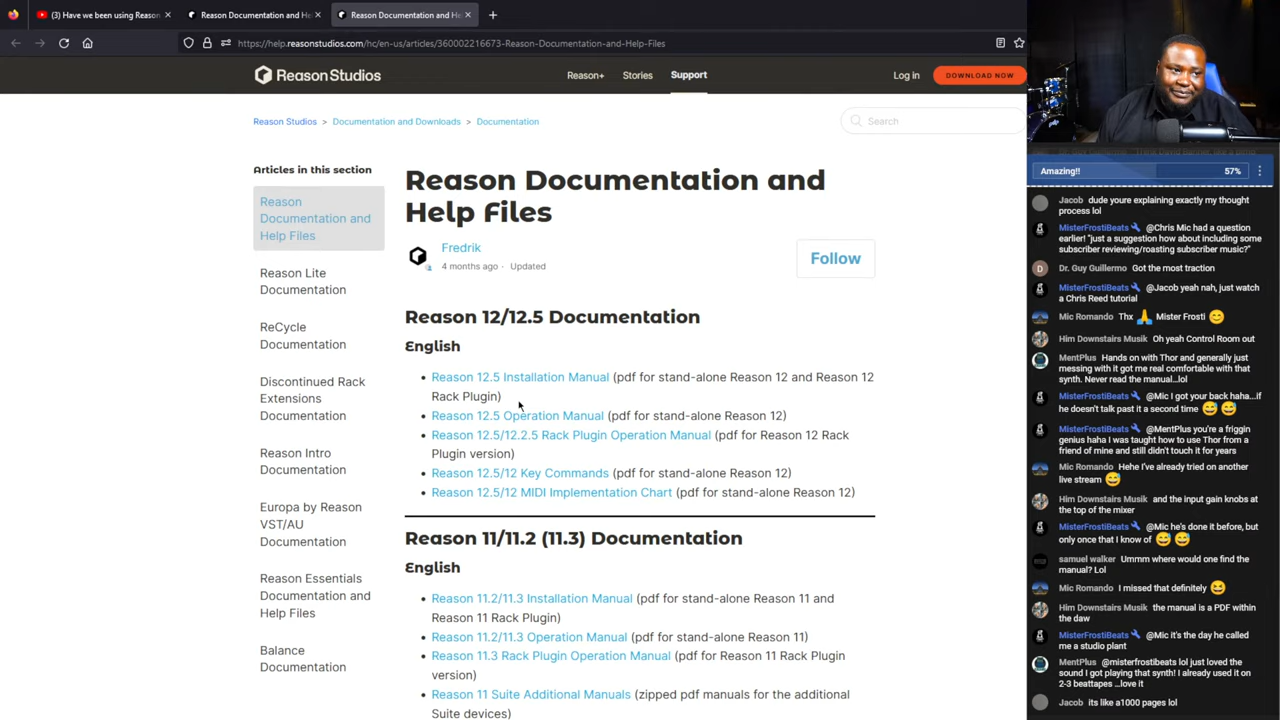 (3) Have we been using Reason
Reason Documentation and He
Reason Documentation and He
https://help.reasonstudios.com/hc/en-us/articles/360002216673-Reason-Documentation-and-Help-Files
ReasonStudios
Reason+
Stories
Support
Log in
DOWNLOAD NOW
Reason Studios > Documentation and Downloads > Documentation
Search
Articles in this section
Reason
Documentation and
Help Files
Reason Lite
Documentation
ReCycle
Documentation
Discontinued Rack
Extensions
Documentation
Reason Intro
Documentation
Europa by Reason
VST/AU
Documentation
Reason Essentials
Documentation and
Help Files
Balance
Documentation
Reason Documentation and
Help Files
Fredrik
4 months ago · Updated
Follow
Reason 12/12.5 Documentation
English
• Reason 12.5 Installation Manual (pdf for stand-alone Reason 12 and Reason 12
Rack Plugin)
• Reason 12.5 Operation Manual (pdf for stand-alone Reason 12)
• Reason 12.5/12.2.5 Rack Plugin Operation Manual (pdf for Reason 12 Rack
Plugin version)
• Reason 12.5/12 Key Commands (pdf for stand-alone Reason 12)
• Reason 12.5/12 MIDI Implementation Chart (pdf for stand-alone Reason 12)
Reason 11/11.2 (11.3) Documentation
English
• Reason 11.2/11.3 Installation Manual (pdf for stand-alone Reason 11 and
Reason 11 Rack Plugin)
• Reason 11.2/11.3 Operation Manual (pdf for stand-alone Reason 11)
• Reason 11.3 Rack Plugin Operation Manual (pdf for Reason 11 Rack Plugin
version)
• Reason 11 Suite Additional Manuals (zipped pdf manuals for the additional
Suite devices)
Amazing!!
57%
Jacob dude youre explaining exactly my thought
process lol
MisterFrostiBeats @Chris Mic had a question
earlier! "just a suggestion how about including some
subscriber reviewing/roasting subscriber music?"
D
Dr. Guy Guillermo Got the most traction
MisterFrostiBeats @Jacob yeah nah, just watch
a Chris Reed tutorial
Mic Romando Thx 🙏 Mister Frosti 😊
Him Downstairs Musik Oh yeah Control Room out
MentPlus Hands on with Thor and generally just
messing with it got me real comfortable with that
synth. Never read the manual...lol
MisterFrostiBeats @Mic I got your back haha...if
he doesn't talk past it a second time 😅 😅
MisterFrostiBeats @MentPlus you're a friggin
genius haha I was taught how to use Thor from a
friend of mine and still didn't touch it for years
Mic Romando Hehe I've already tried on another
live stream 😅
Him Downstairs Musik and the input gain knobs at
the top of the mixer
MisterFrostiBeats @Mic he's done it before, but
only once that I know of 😅 😅
samuel walker Ummm where would one find the
manual? Lol
Mic Romando I missed that definitely 😆
Him Downstairs Musik the manual is a PDF within
the daw
MisterFrostiBeats @Mic it's the day he called
me a studio plant
MentPlus @misterfrostibeats lol just loved the
sound I got playing that synth! I already used it on
2-3 beattapes ...love it
Jacob its like a1000 pages lol